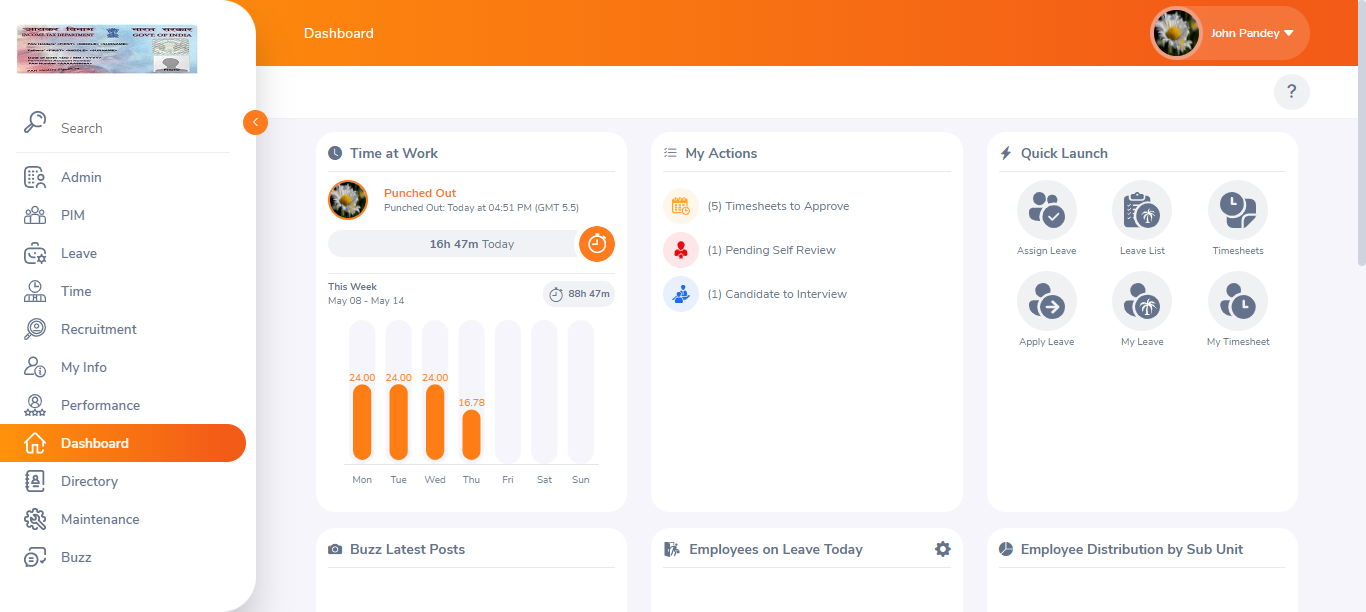 आयकर विभाग
भारत सरकार
INCOME TAX DEPARTMENT
GOVT OF INDIA
Dashboard
John Pandey
?
Search
Admin
PIM
Leave
Time
Recruitment
My Info
Performance
Dashboard
Directory
Maintenance
Buzz
Time at Work
Punched Out
Punched Out: Today at 04:51 PM (GMT 5.5)
16h 47m Today
This Week
May 08 - May 14
88h 47m
24.00 24.00 24.00
16.78
Mon Tue Wed Thu Fri Sat Sun
My Actions
(5) Timesheets to Approve
(1) Pending Self Review
(1) Candidate to Interview
Quick Launch
Assign Leave Leave List Timesheets
Apply Leave My Leave My Timesheet
Buzz Latest Posts
Employees on Leave Today
Employee Distribution by Sub Unit